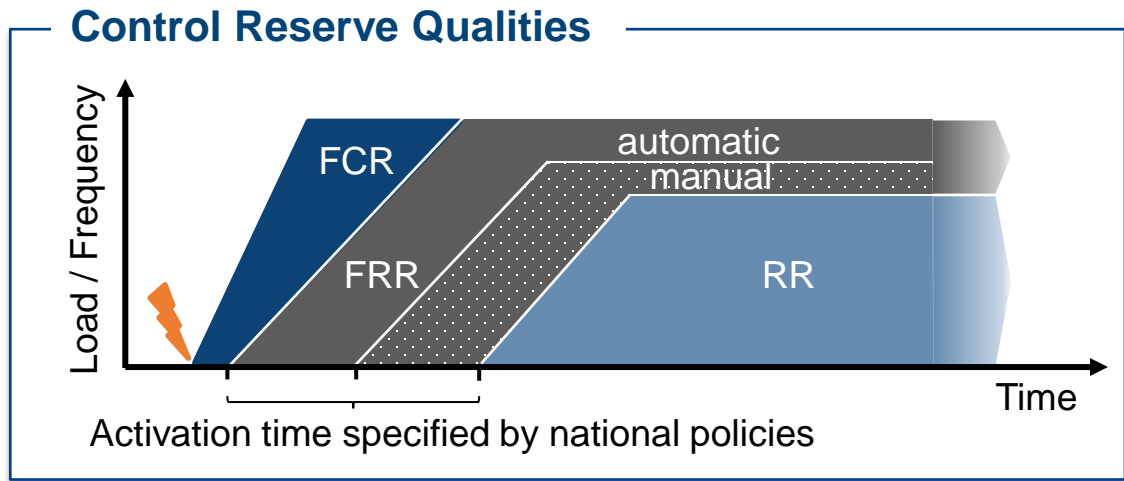 Control Reserve Qualities
Load / Frequency
FCR
automatic
manual
FRR
RR
Time
Activation time specified by national policies